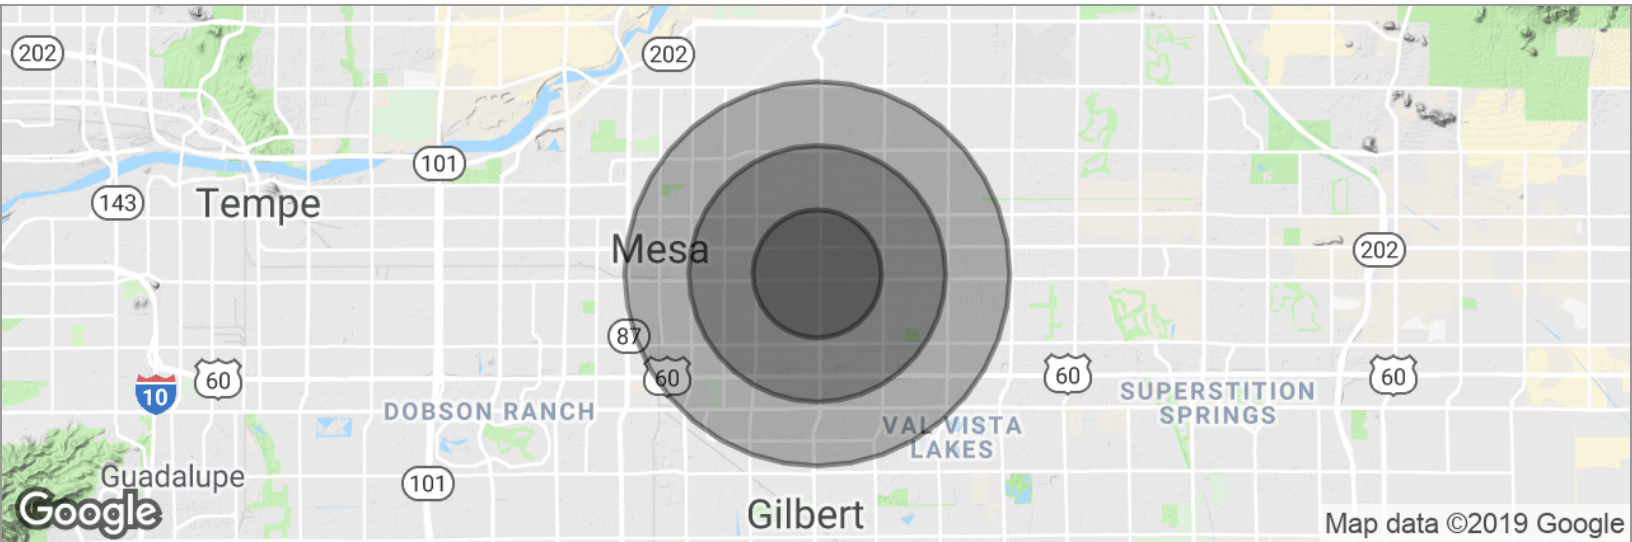 202
202
101
143
Tempe
Mesa
202
87
60
60
60
60
10
SUPERSTITION
SPRINGS
DOBSON RANCH
VAL VISTA
LAKES
Guadalupe
101
Google
Gilbert
Map data ©2019 Google